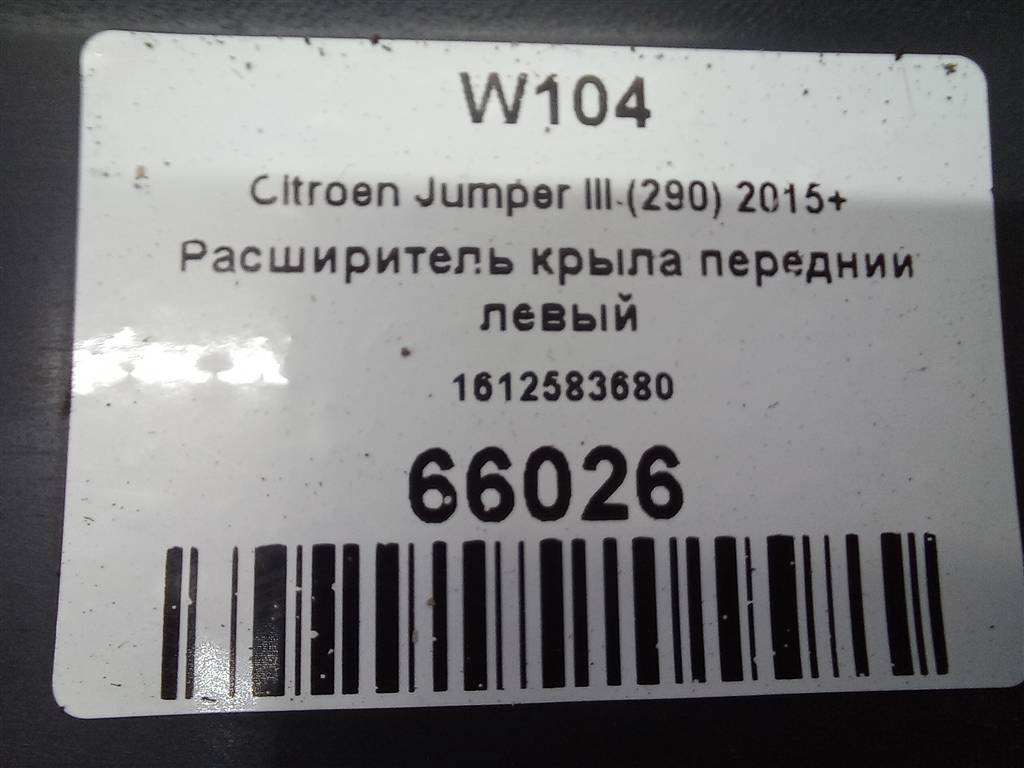 W104
Citroen Jumper III (290) 2015+
Расширитель крыла передний
левый
1612583680
66026